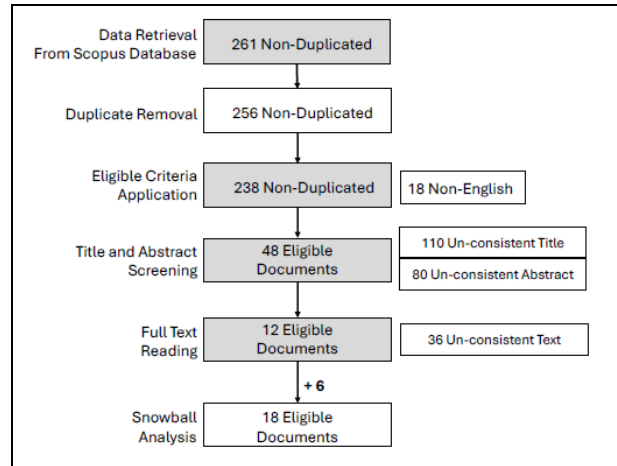 Data Retrieval
From Scopus Database
261 Non-Duplicated
Duplicate Removal
256 Non-Duplicated
Eligible Criteria
Application
238 Non-Duplicated
18 Non-English
Title and Abstract
Screening
48 Eligible
Documents
110 Un-consistent Title
80 Un-consistent Abstract
Full Text
Reading
12 Eligible
Documents
36 Un-consistent Text
+ 6
Snowball
Analysis
18 Eligible
Documents